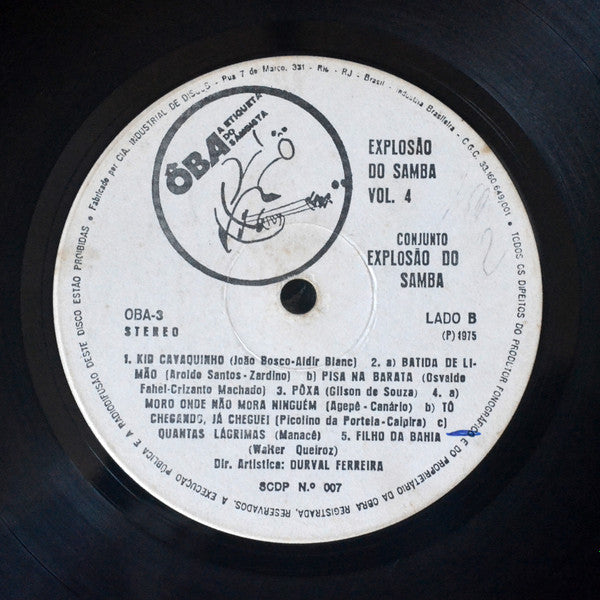 • Fabricado por CIA. INDUSTRIAL DE DISCOS - Rua 7 de Março, 331 - Rio - RJ - Brasil - Indústria Brasileira - C.G.C. 33.160.649/001 • TODOS OS DIREITOS DO PRODUTOR FONOGRÁFICO E DO PROPRIETÁRIO DA OBRA REGISTRADA, RESERVADOS. A EXECUÇÃO PÚBLICA E A RADIODIFUSÃO DESTE DISCO ESTÃO PROIBIDAS
ÔBA
A ETIQUETA
DO
SAMBISTA
EXPLOSÃO
DO SAMBA
VOL. 4
CONJUNTO
EXPLOSÃO DO
SAMBA
OBA-3
STEREO
LADO B
(P) 1975
1. KID CAVAQUINHO (João Bosco-Aldir Blanc) 2. a) BATIDA DE LI-
MÃO (Aroldo Santos-Zardino) b) PISA NA BARATA (Osvaldo
Fahel-Crizanto Machado) 3. PÔXA (Gilson de Souza) 4. a)
MORO ONDE NÃO MORA NINGUÉM (Agepê-Canário) b) TÔ
CHEGANDO, JÁ CHEGUEI (Picolino da Portela-Caipira) c)
QUANTAS LÁGRIMAS (Manacê) 5. FILHO DA BAHIA
(Walter Queiroz)
Dir. Artística: DURVAL FERREIRA
SCDP N.º 007